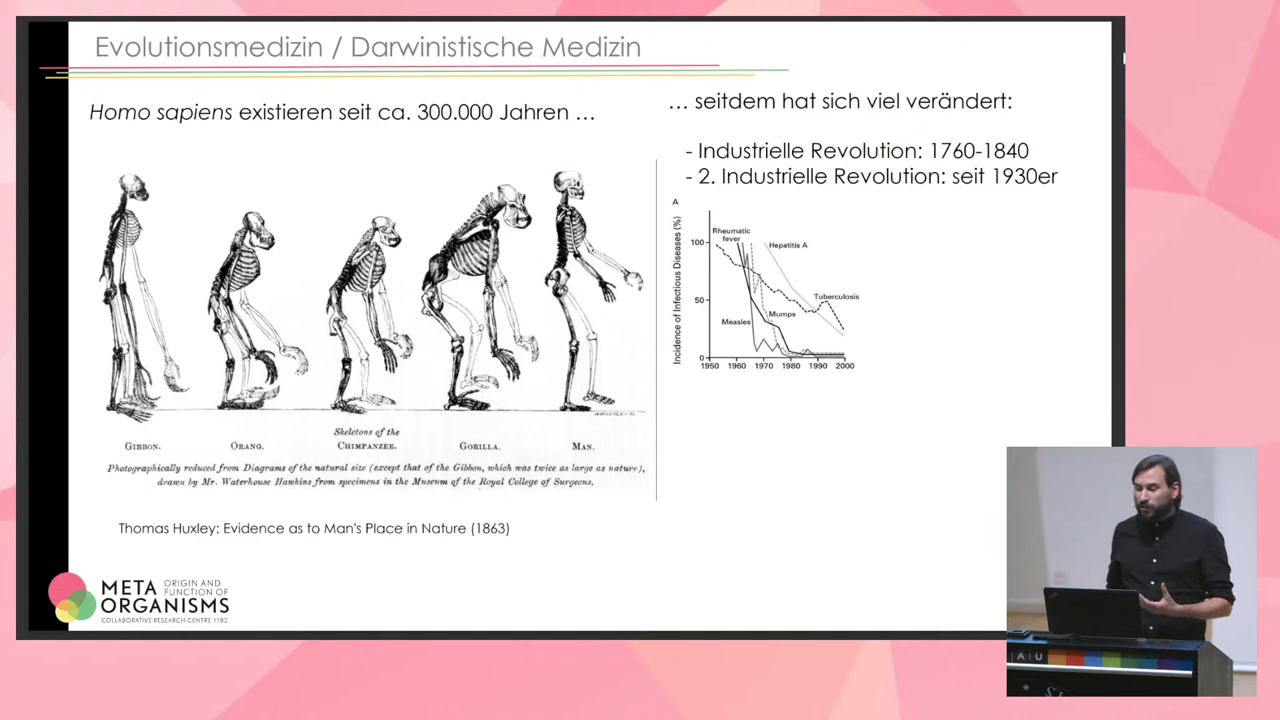 Evolutionsmedizin / Darwinistische Medizin
Homo sapiens existieren seit ca. 300.000 Jahren …
… seitdem hat sich viel verändert:
- Industrielle Revolution: 1760-1840
- 2. Industrielle Revolution: seit 1930er
A
Incidence of Infectious Diseases (%)
100
50
0
Rheumatic
fever
Hepatitis A
Tuberculosis
Mumps
Measles
1950 1960 1970 1980 1990 2000
Skeletons of the
GIBBON. ORANG. CHIMPANZEE. GORILLA. MAN.
Photographically reduced from Diagrams of the natural size (except that of the Gibbon, which was twice as large as nature),
drawn by Mr. Waterhouse Hawkins from specimens in the Museum of the Royal College of Surgeons.
Thomas Huxley: Evidence as to Man's Place in Nature (1863)
META ORIGIN AND
FUNCTION OF
ORGANISMS
COLLABORATIVE RESEARCH CENTRE 1182
A U